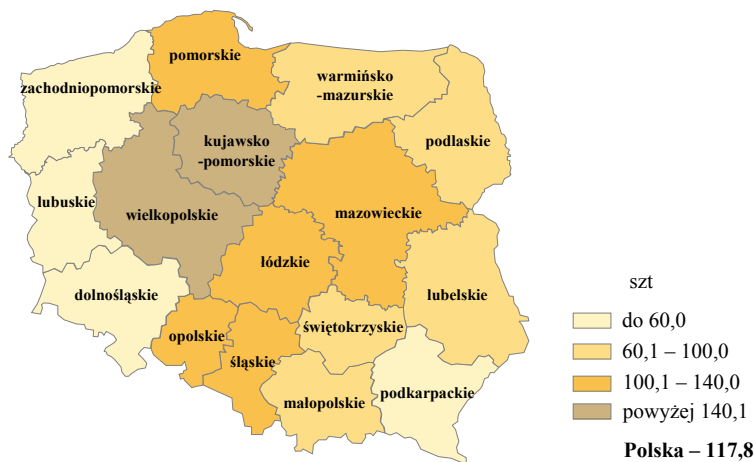 pomorskie
zachodniopomorskie
warmińsko
-mazurskie
podlaskie
kujawsko
-pomorskie
lubuskie
wielkopolskie
mazowieckie
łódzkie
dolnośląskie
lubelskie
opolskie
świętokrzyskie
śląskie
małopolskie
podkarpackie
szt
do 60,0
60,1 – 100,0
100,1 – 140,0
powyżej 140,1
Polska – 117,8